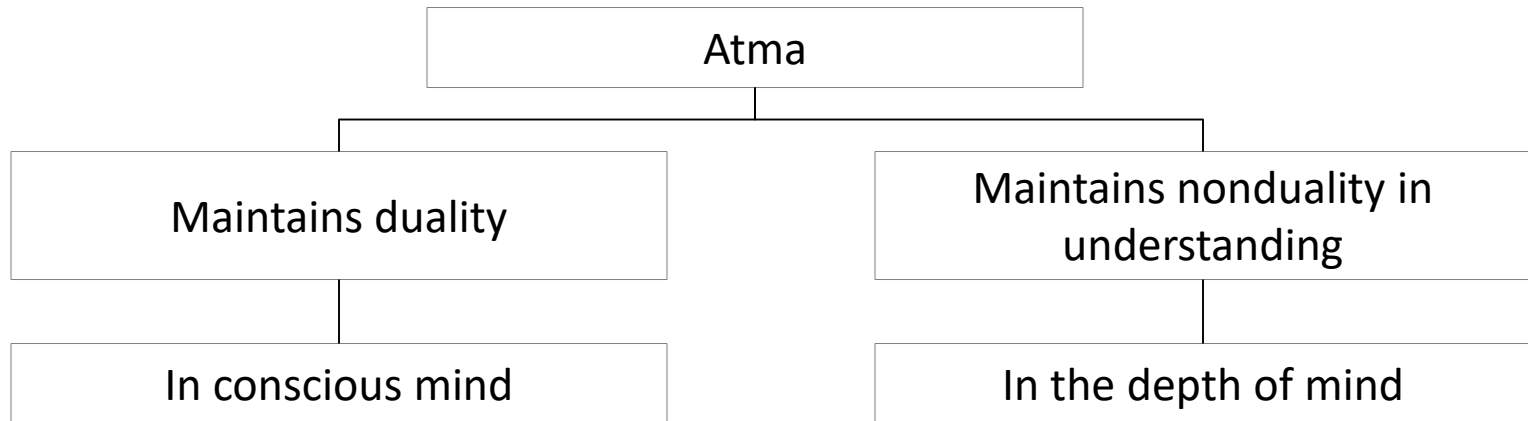 Atma
Maintains duality
Maintains nonduality in
understanding
In conscious mind
In the depth of mind